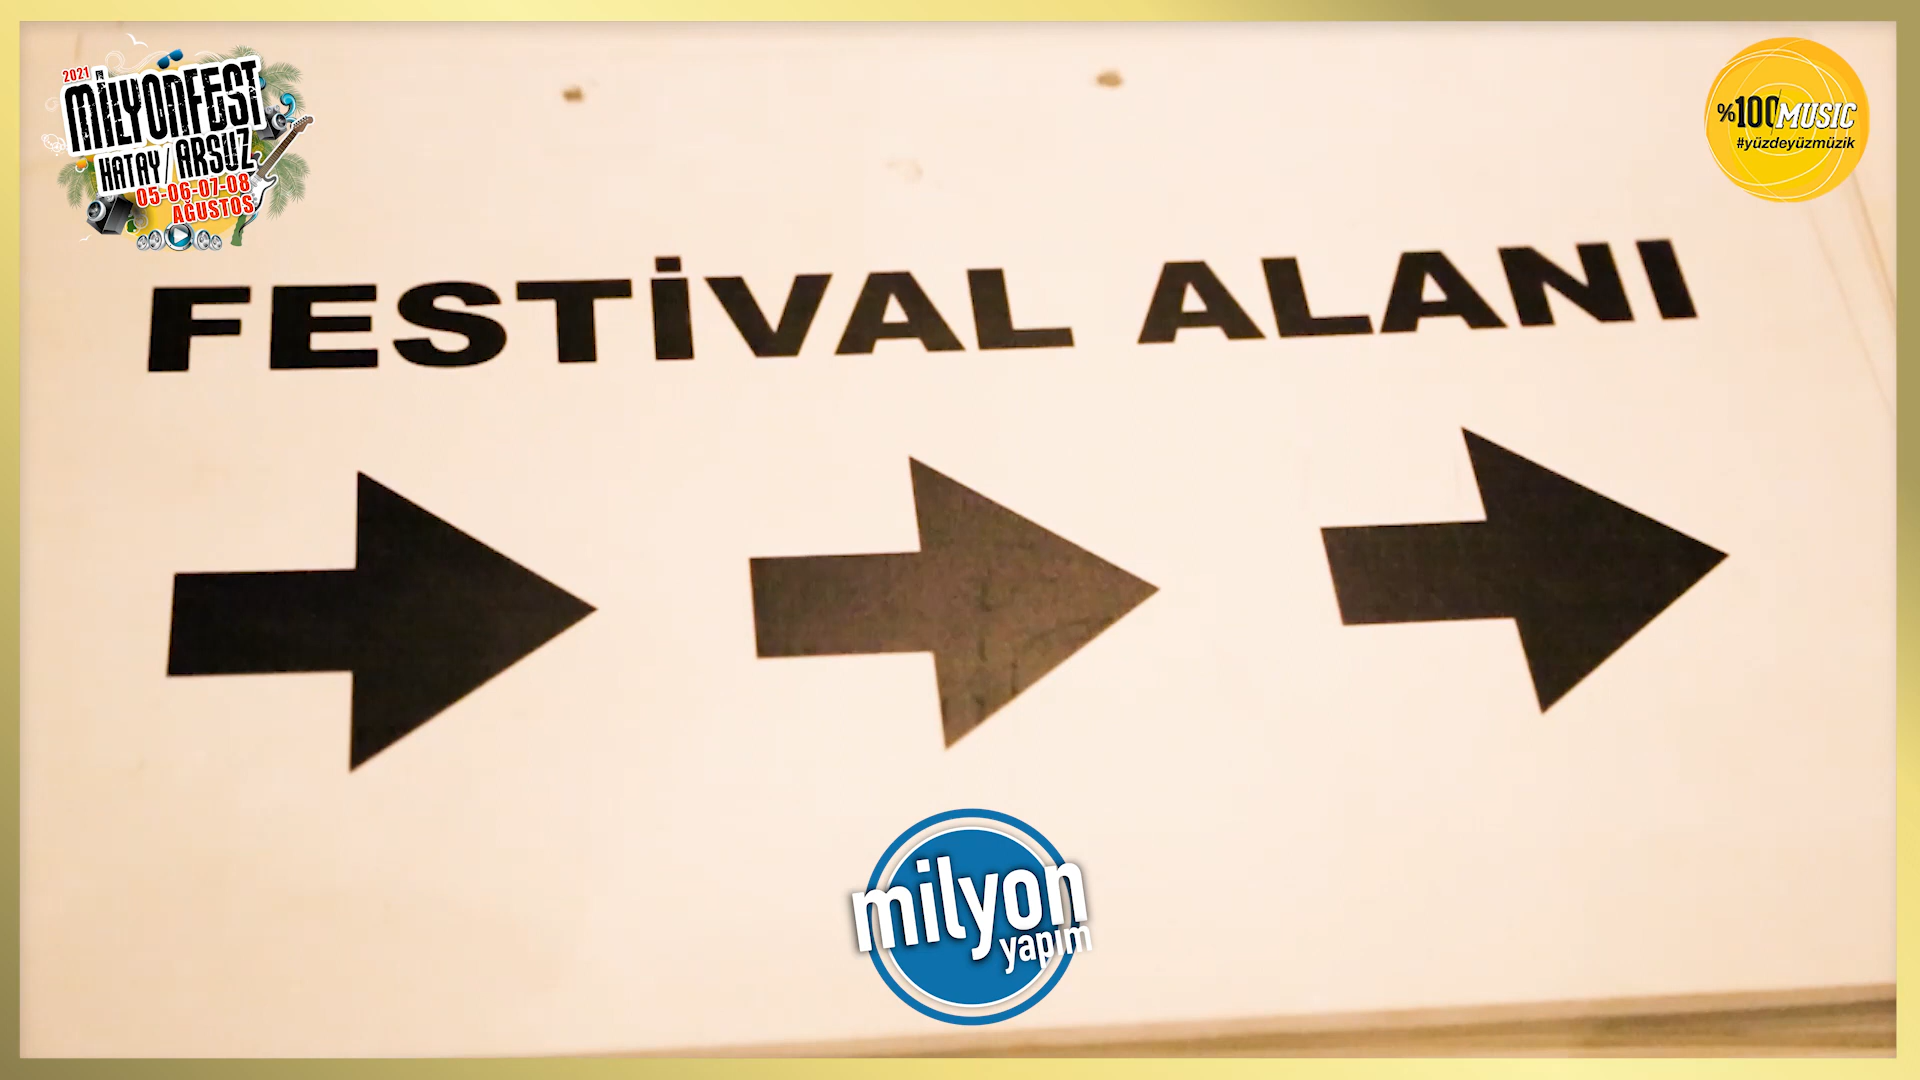 2021
MİLYONFEST
HATAY/ARSUZ
05-06-07-08
AĞUSTOS
%100MUSIC
#yüzdeyüzmüzik
FESTİVAL ALANI
milyon
yapım